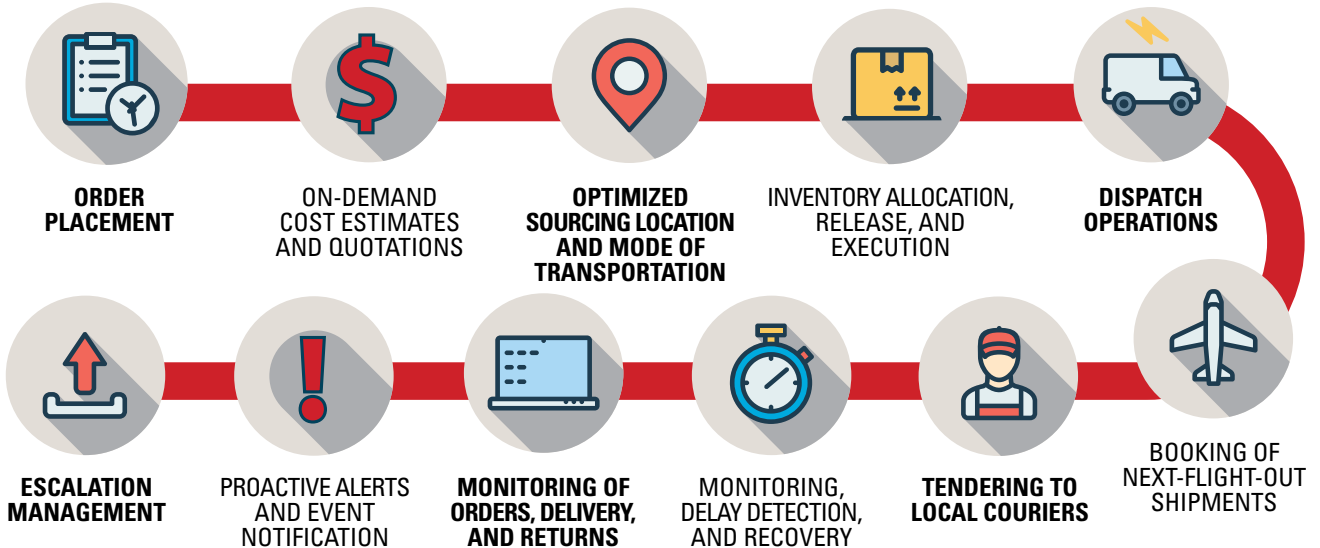 ORDER
PLACEMENT
ON-DEMAND
COST ESTIMATES
AND QUOTATIONS
OPTIMIZED
SOURCING LOCATION
AND MODE OF
TRANSPORTATION
INVENTORY ALLOCATION,
RELEASE, AND
EXECUTION
DISPATCH
OPERATIONS
BOOKING OF
NEXT-FLIGHT-OUT
SHIPMENTS
TENDERING TO
LOCAL COURIERS
MONITORING,
DELAY DETECTION,
AND RECOVERY
MONITORING OF
ORDERS, DELIVERY,
AND RETURNS
PROACTIVE ALERTS
AND EVENT
NOTIFICATION
ESCALATION
MANAGEMENT